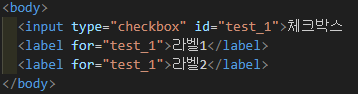 <body>
<input type="checkbox" id="test_1">체크박스
<label for="test_1">라벨1</label>
<label for="test_1">라벨2</label>
</body>